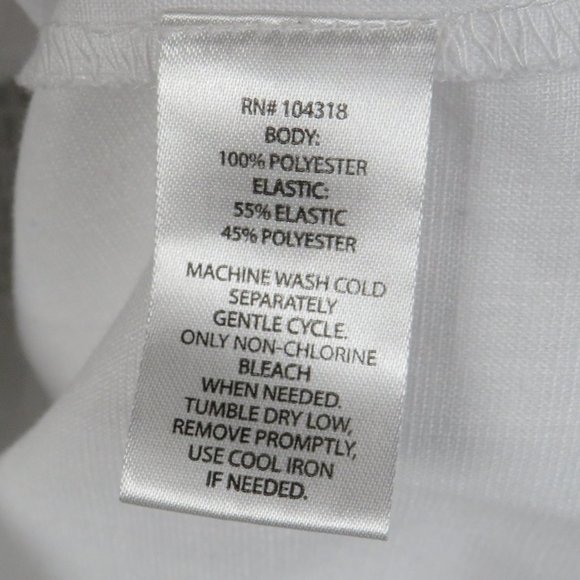 RN# 104318
BODY:
100% POLYESTER
ELASTIC:
55% ELASTIC
45% POLYESTER
MACHINE WASH COLD
SEPARATELY
GENTLE CYCLE.
ONLY NON-CHLORINE
BLEACH
WHEN NEEDED.
TUMBLE DRY LOW,
REMOVE PROMPTLY,
USE COOL IRON
IF NEEDED.